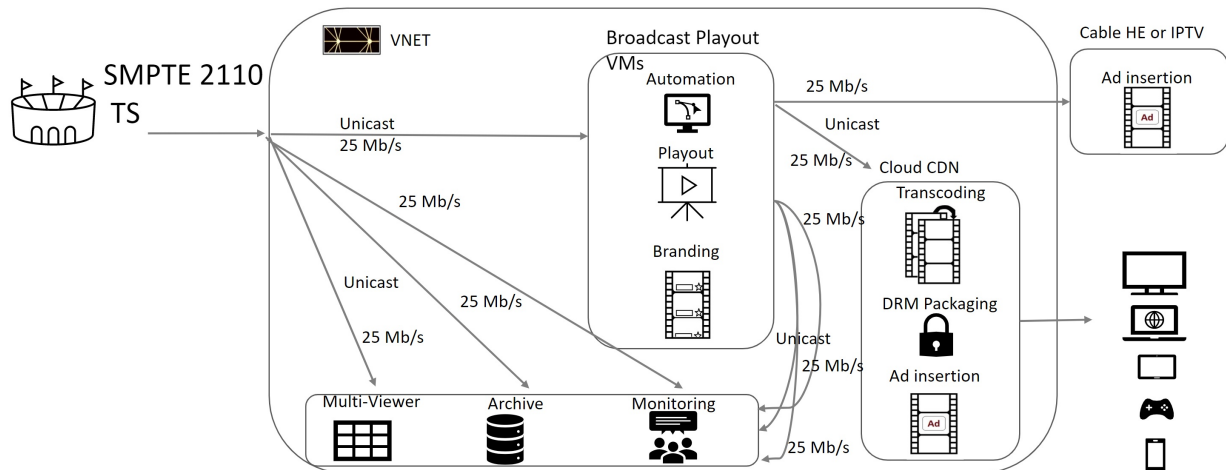 SMPTE 2110
TS
VNET
Broadcast Playout
VMs
Automation
Playout
Branding
Cable HE or IPTV
Ad insertion
Ad
25 Mb/s
Unicast
25 Mb/s
Unicast
25 Mb/s
Cloud CDN
Transcoding
DRM Packaging
Ad insertion
Ad
25 Mb/s
25 Mb/s
Unicast
25 Mb/s
25 Mb/s
Unicast
25 Mb/s
25 Mb/s
Multi-Viewer
Archive
Monitoring